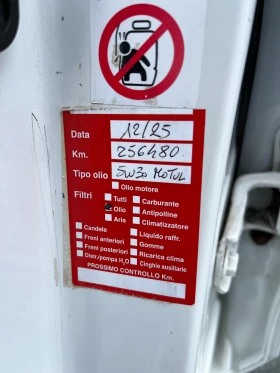 Data 12/25
Km. 256480
Tipo olio 5W30 MOTUL
Olio motore
Filtri Tutti Carburante
Olio Antipolline
Aria Climatizzatore
Candele Liquido raffr.
Freni anteriori Gomme
Freni posteriori Ricarica clima
Distr./pompa H₂O Cinghie ausiliarie
PROSSIMO CONTROLLO Km.